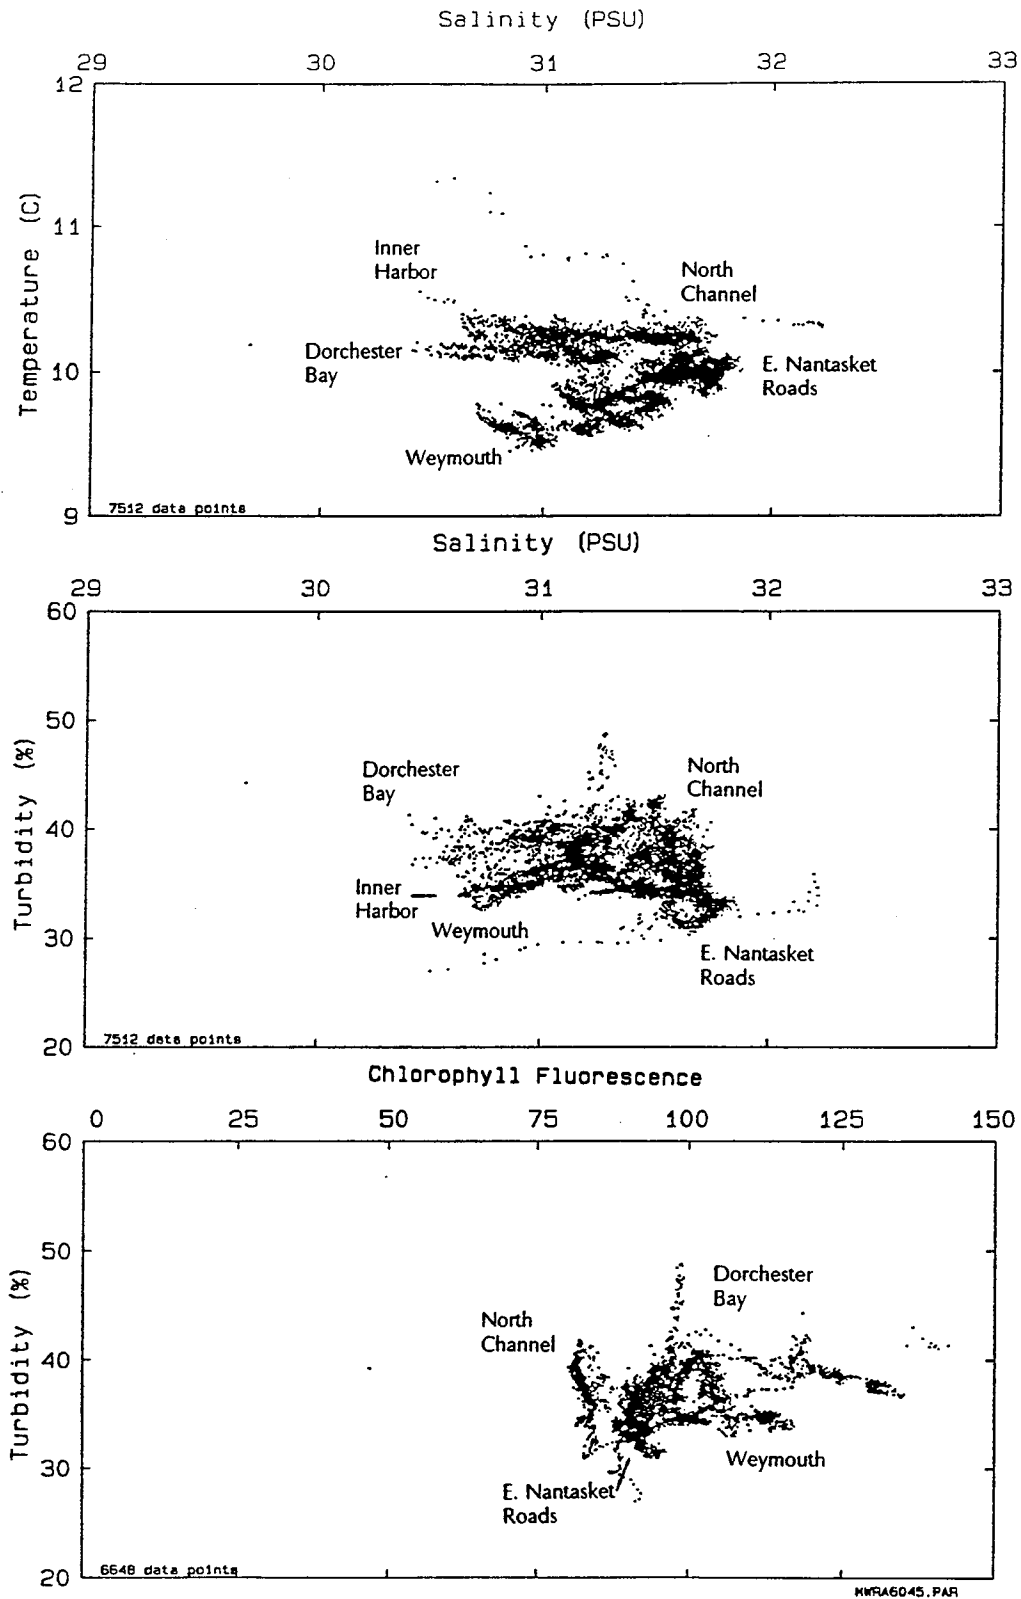 Salinity (PSU)
29 30 31 32 33
12
11
10
9
Temperature (C)
Inner
Harbor
North
Channel
Dorchester
Bay
E. Nantasket
Roads
Weymouth
7512 data points
Salinity (PSU)
29 30 31 32 33
60
50
40
30
20
Turbidity (%)
Dorchester
Bay
North
Channel
Inner
Harbor
Weymouth
E. Nantasket
Roads
7512 data points
Chlorophyll Fluorescence
0 25 50 75 100 125 150
60
50
40
30
20
Turbidity (%)
Dorchester
Bay
North
Channel
Weymouth
E. Nantasket
Roads
6648 data points
MWRA6045.PAR